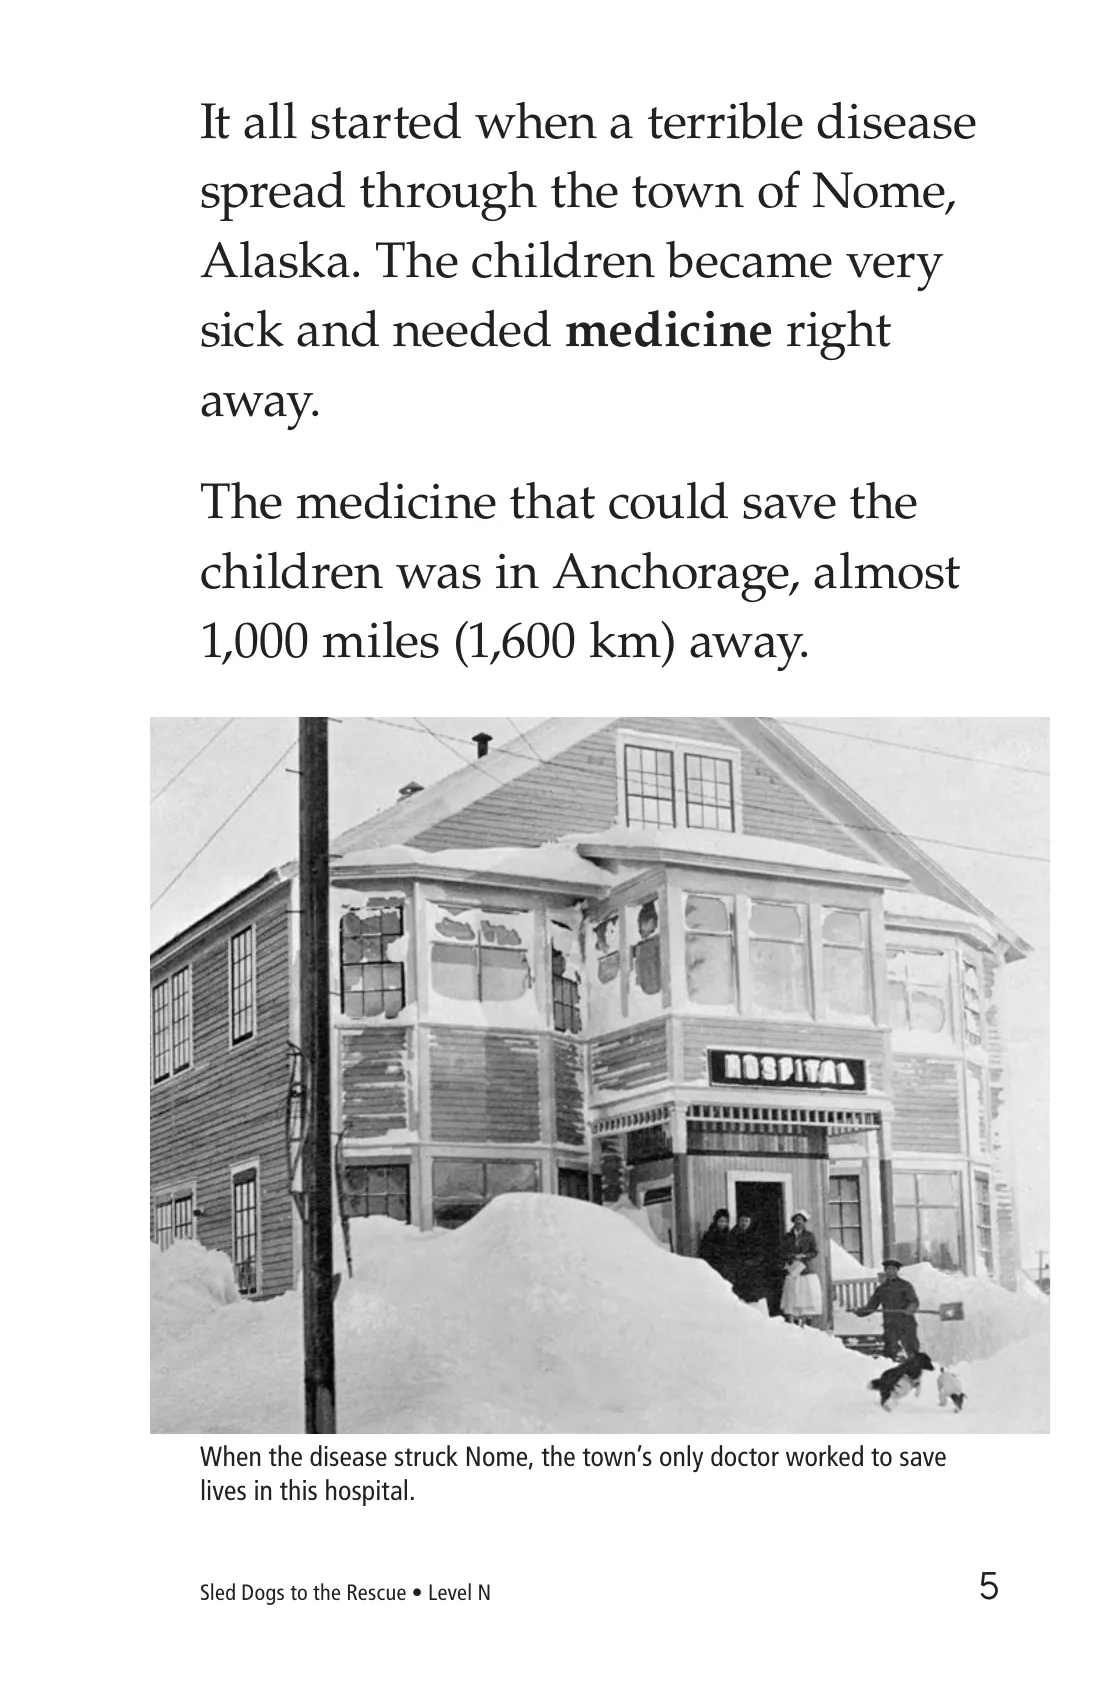 It all started when a terrible disease
spread through the town of Nome,
Alaska. The children became very
sick and needed medicine right
away.
The medicine that could save the
children was in Anchorage, almost
1,000 miles (1,600 km) away.
HOSPITAL
When the disease struck Nome, the town’s only doctor worked to save
lives in this hospital.
Sled Dogs to the Rescue • Level N
5